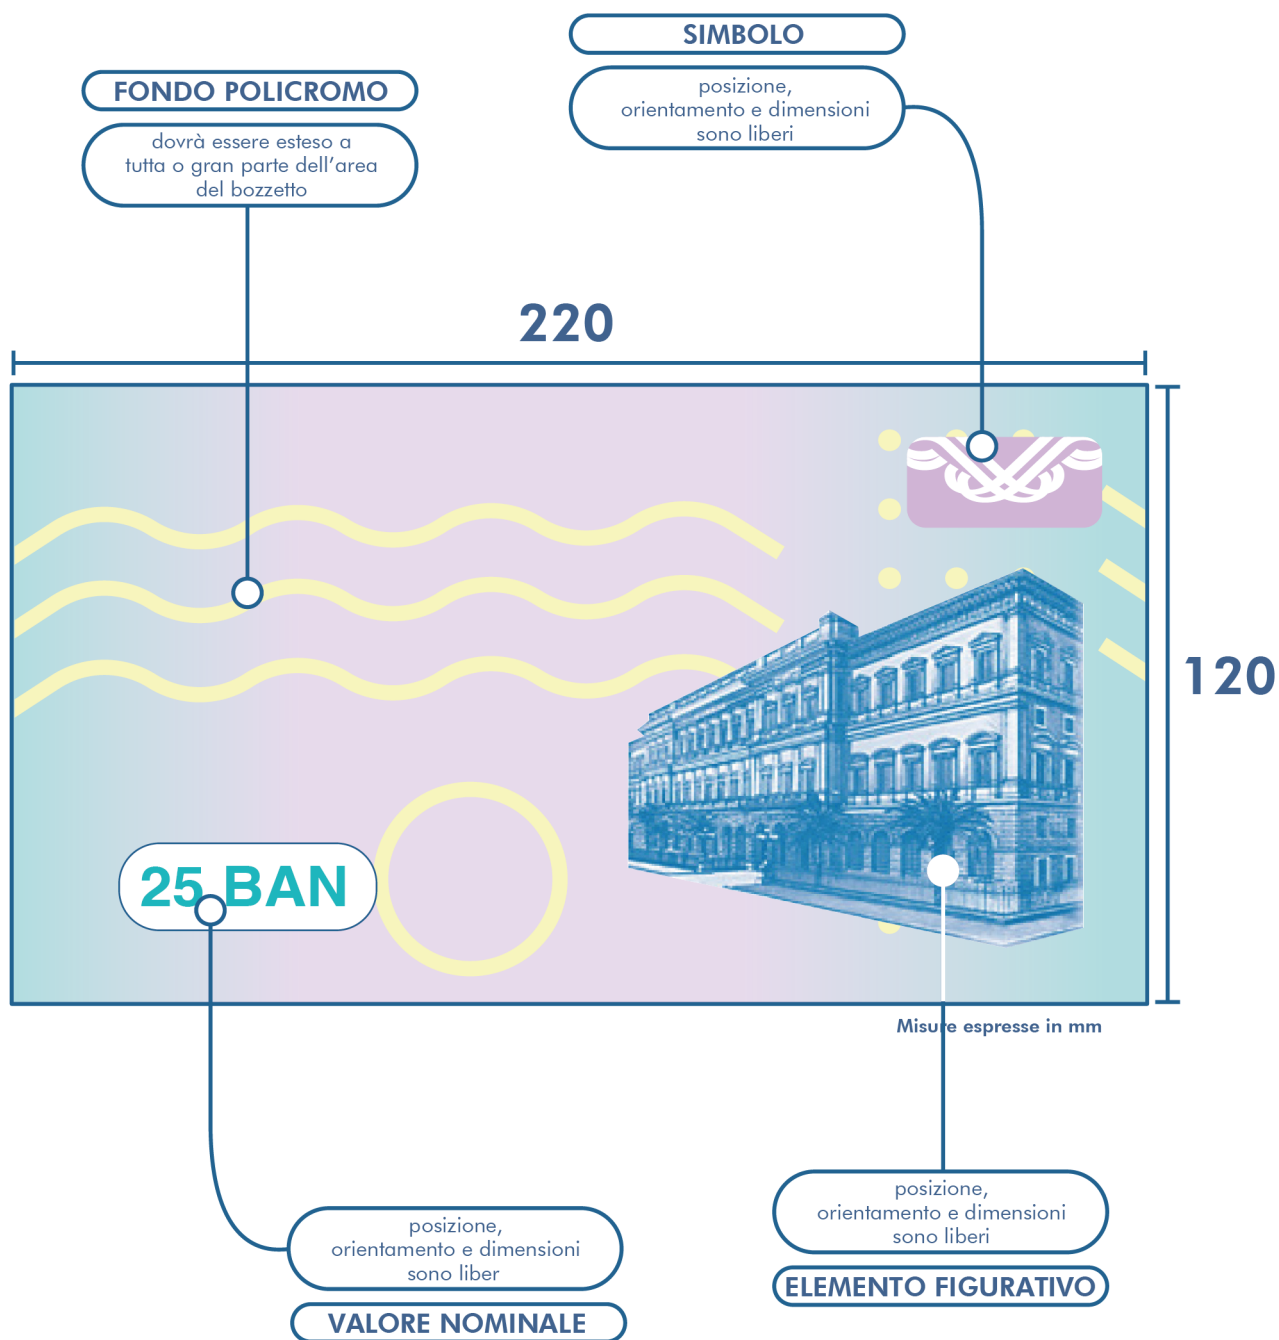 SIMBOLO
posizione,
orientamento e dimensioni
sono liberi
FONDO POLICROMO
dovrà essere esteso a
tutta o gran parte dell’area
del bozzetto
220
120
25 BAN
Misure espresse in mm
posizione,
orientamento e dimensioni
sono liberi
ELEMENTO FIGURATIVO
posizione,
orientamento e dimensioni
sono liber
VALORE NOMINALE